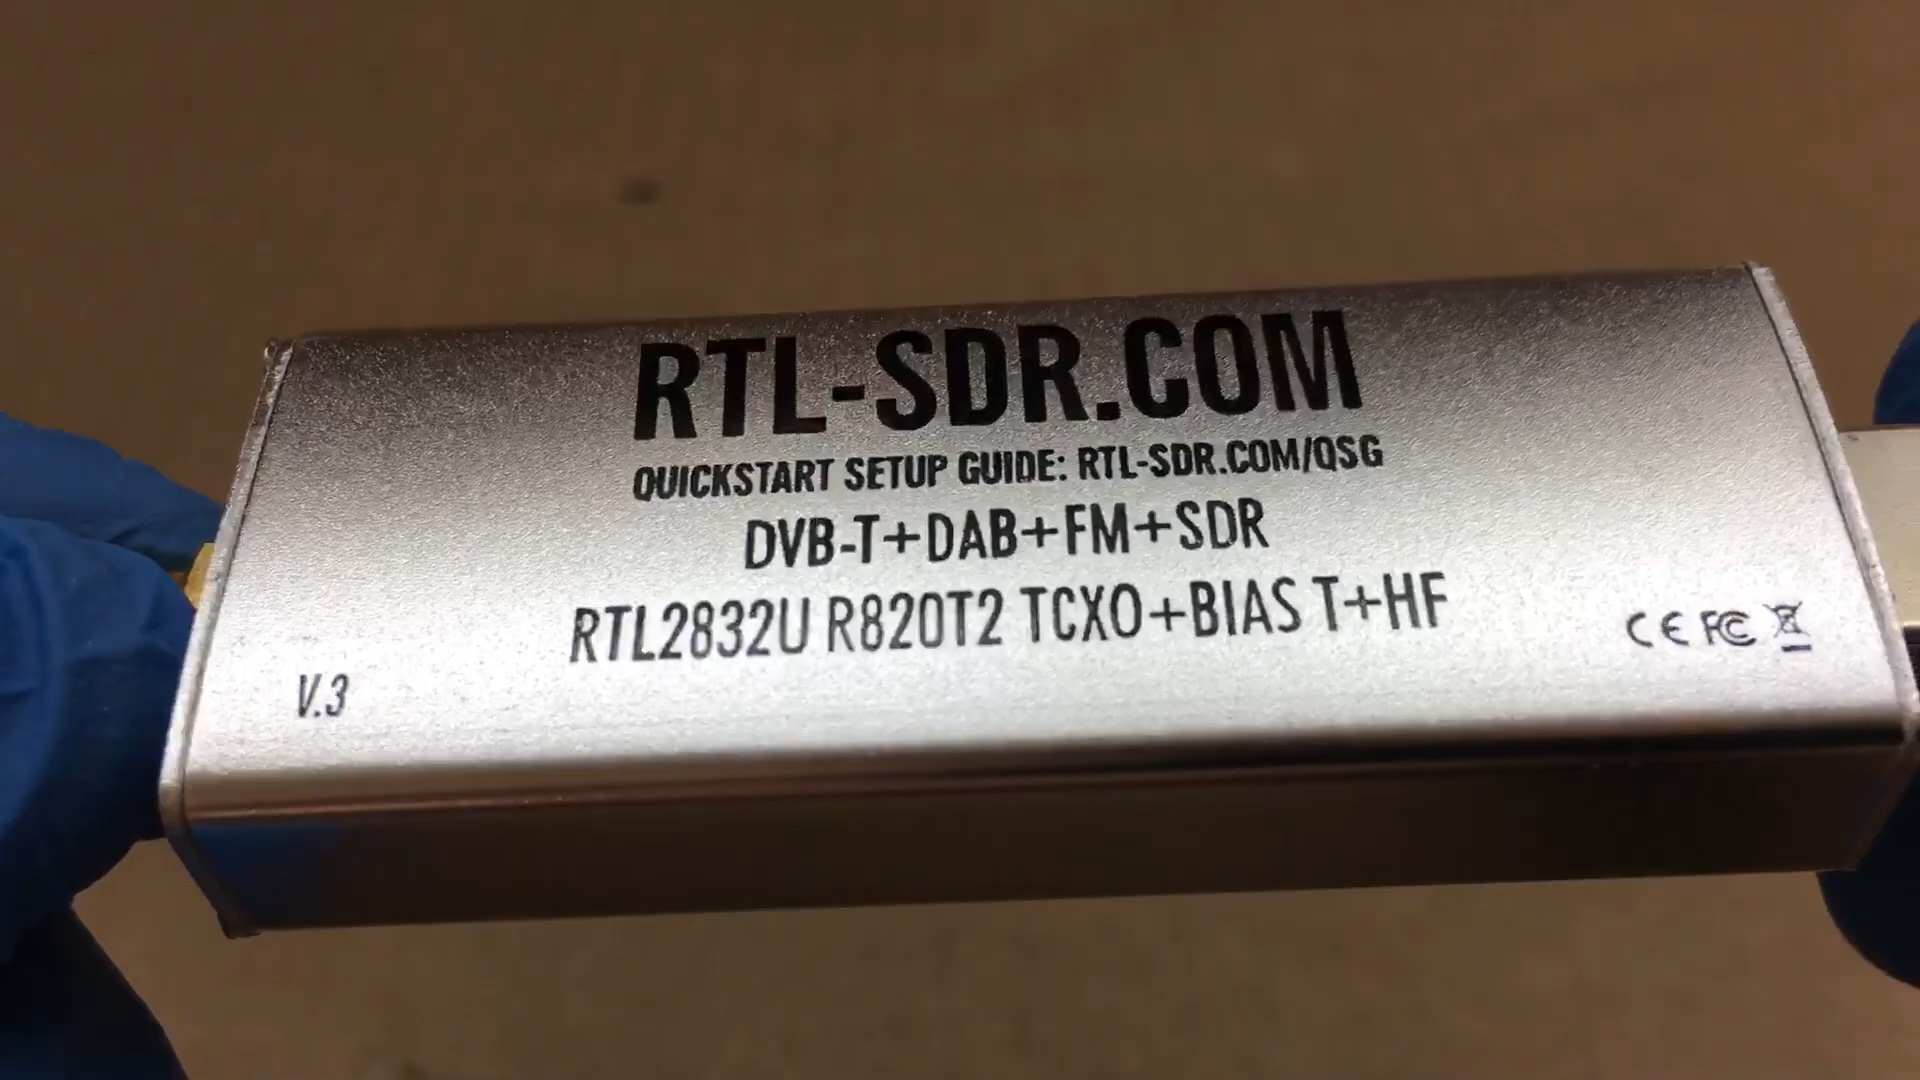 RTL-SDR.COM
QUICKSTART SETUP GUIDE: RTL-SDR.COM/QSG
DVB-T+DAB+FM+SDR
RTL2832U R820T2 TCXO+BIAS T+HF
V.3
CE FC